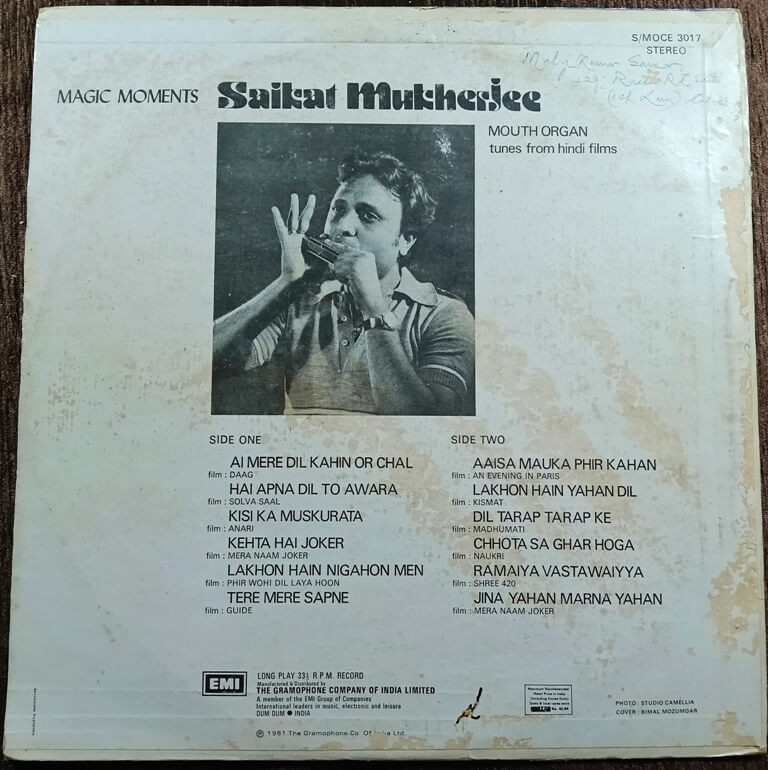 S/MOCE 3017
STEREO
MAGIC MOMENTS Saikat Mukherjee
MOUTH ORGAN
tunes from hindi films
SIDE ONE
AI MERE DIL KAHIN OR CHAL
film : DAAG
HAI APNA DIL TO AWARA
film : SOLVA SAAL
KISI KA MUSKURATA
film : ANARI
KEHTA HAI JOKER
film : MERA NAAM JOKER
LAKHON HAIN NIGAHON MEN
film : PHIR WOHI DIL LAYA HOON
TERE MERE SAPNE
film : GUIDE
SIDE TWO
AAISA MAUKA PHIR KAHAN
film : AN EVENING IN PARIS
LAKHON HAIN YAHAN DIL
film : KISMAT
DIL TARAP TARAP KE
film : MADHUMATI
CHHOTA SA GHAR HOGA
film : NAUKRI
RAMAIYA VASTAWAIYYA
film : SHREE 420
JINA YAHAN MARNA YAHAN
film : MERA NAAM JOKER
EMI
LONG PLAY 33⅓ R.P.M. RECORD
Manufactured & Distributed by
THE GRAMOPHONE COMPANY OF INDIA LIMITED
A member of the EMI Group of Companies
International leaders in music, electronic and leisure
DUM DUM ● INDIA
℗ 1981 The Gramophone Co. Of India Ltd.
Maximum Recommended
Retail Price in India
PHOTO : STUDIO CAMELLIA
COVER : BIMAL MOZUMDAR